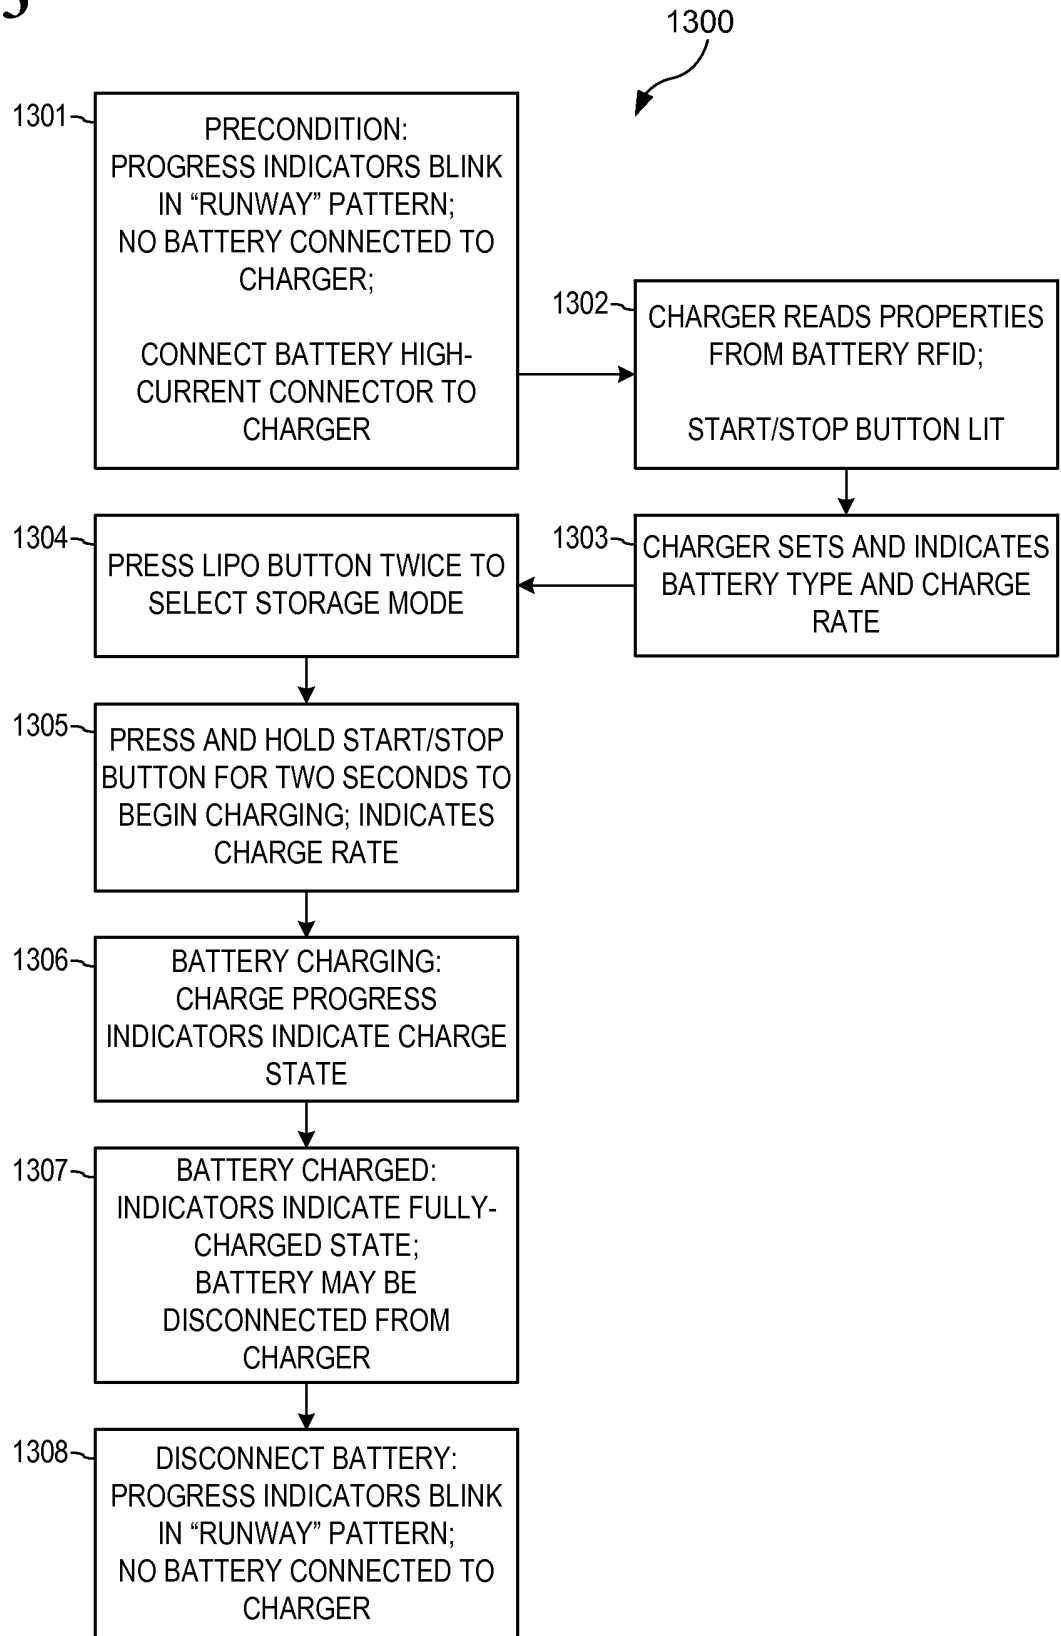 3
1300
1301
PRECONDITION:
PROGRESS INDICATORS BLINK
IN “RUNWAY” PATTERN;
NO BATTERY CONNECTED TO
CHARGER;
CONNECT BATTERY HIGH-
CURRENT CONNECTOR TO
CHARGER
1302
CHARGER READS PROPERTIES
FROM BATTERY RFID;
START/STOP BUTTON LIT
1303
CHARGER SETS AND INDICATES
BATTERY TYPE AND CHARGE
RATE
1304
PRESS LIPO BUTTON TWICE TO
SELECT STORAGE MODE
1305
PRESS AND HOLD START/STOP
BUTTON FOR TWO SECONDS TO
BEGIN CHARGING; INDICATES
CHARGE RATE
1306
BATTERY CHARGING:
CHARGE PROGRESS
INDICATORS INDICATE CHARGE
STATE
1307
BATTERY CHARGED:
INDICATORS INDICATE FULLY-
CHARGED STATE;
BATTERY MAY BE
DISCONNECTED FROM
CHARGER
1308
DISCONNECT BATTERY:
PROGRESS INDICATORS BLINK
IN “RUNWAY” PATTERN;
NO BATTERY CONNECTED TO
CHARGER